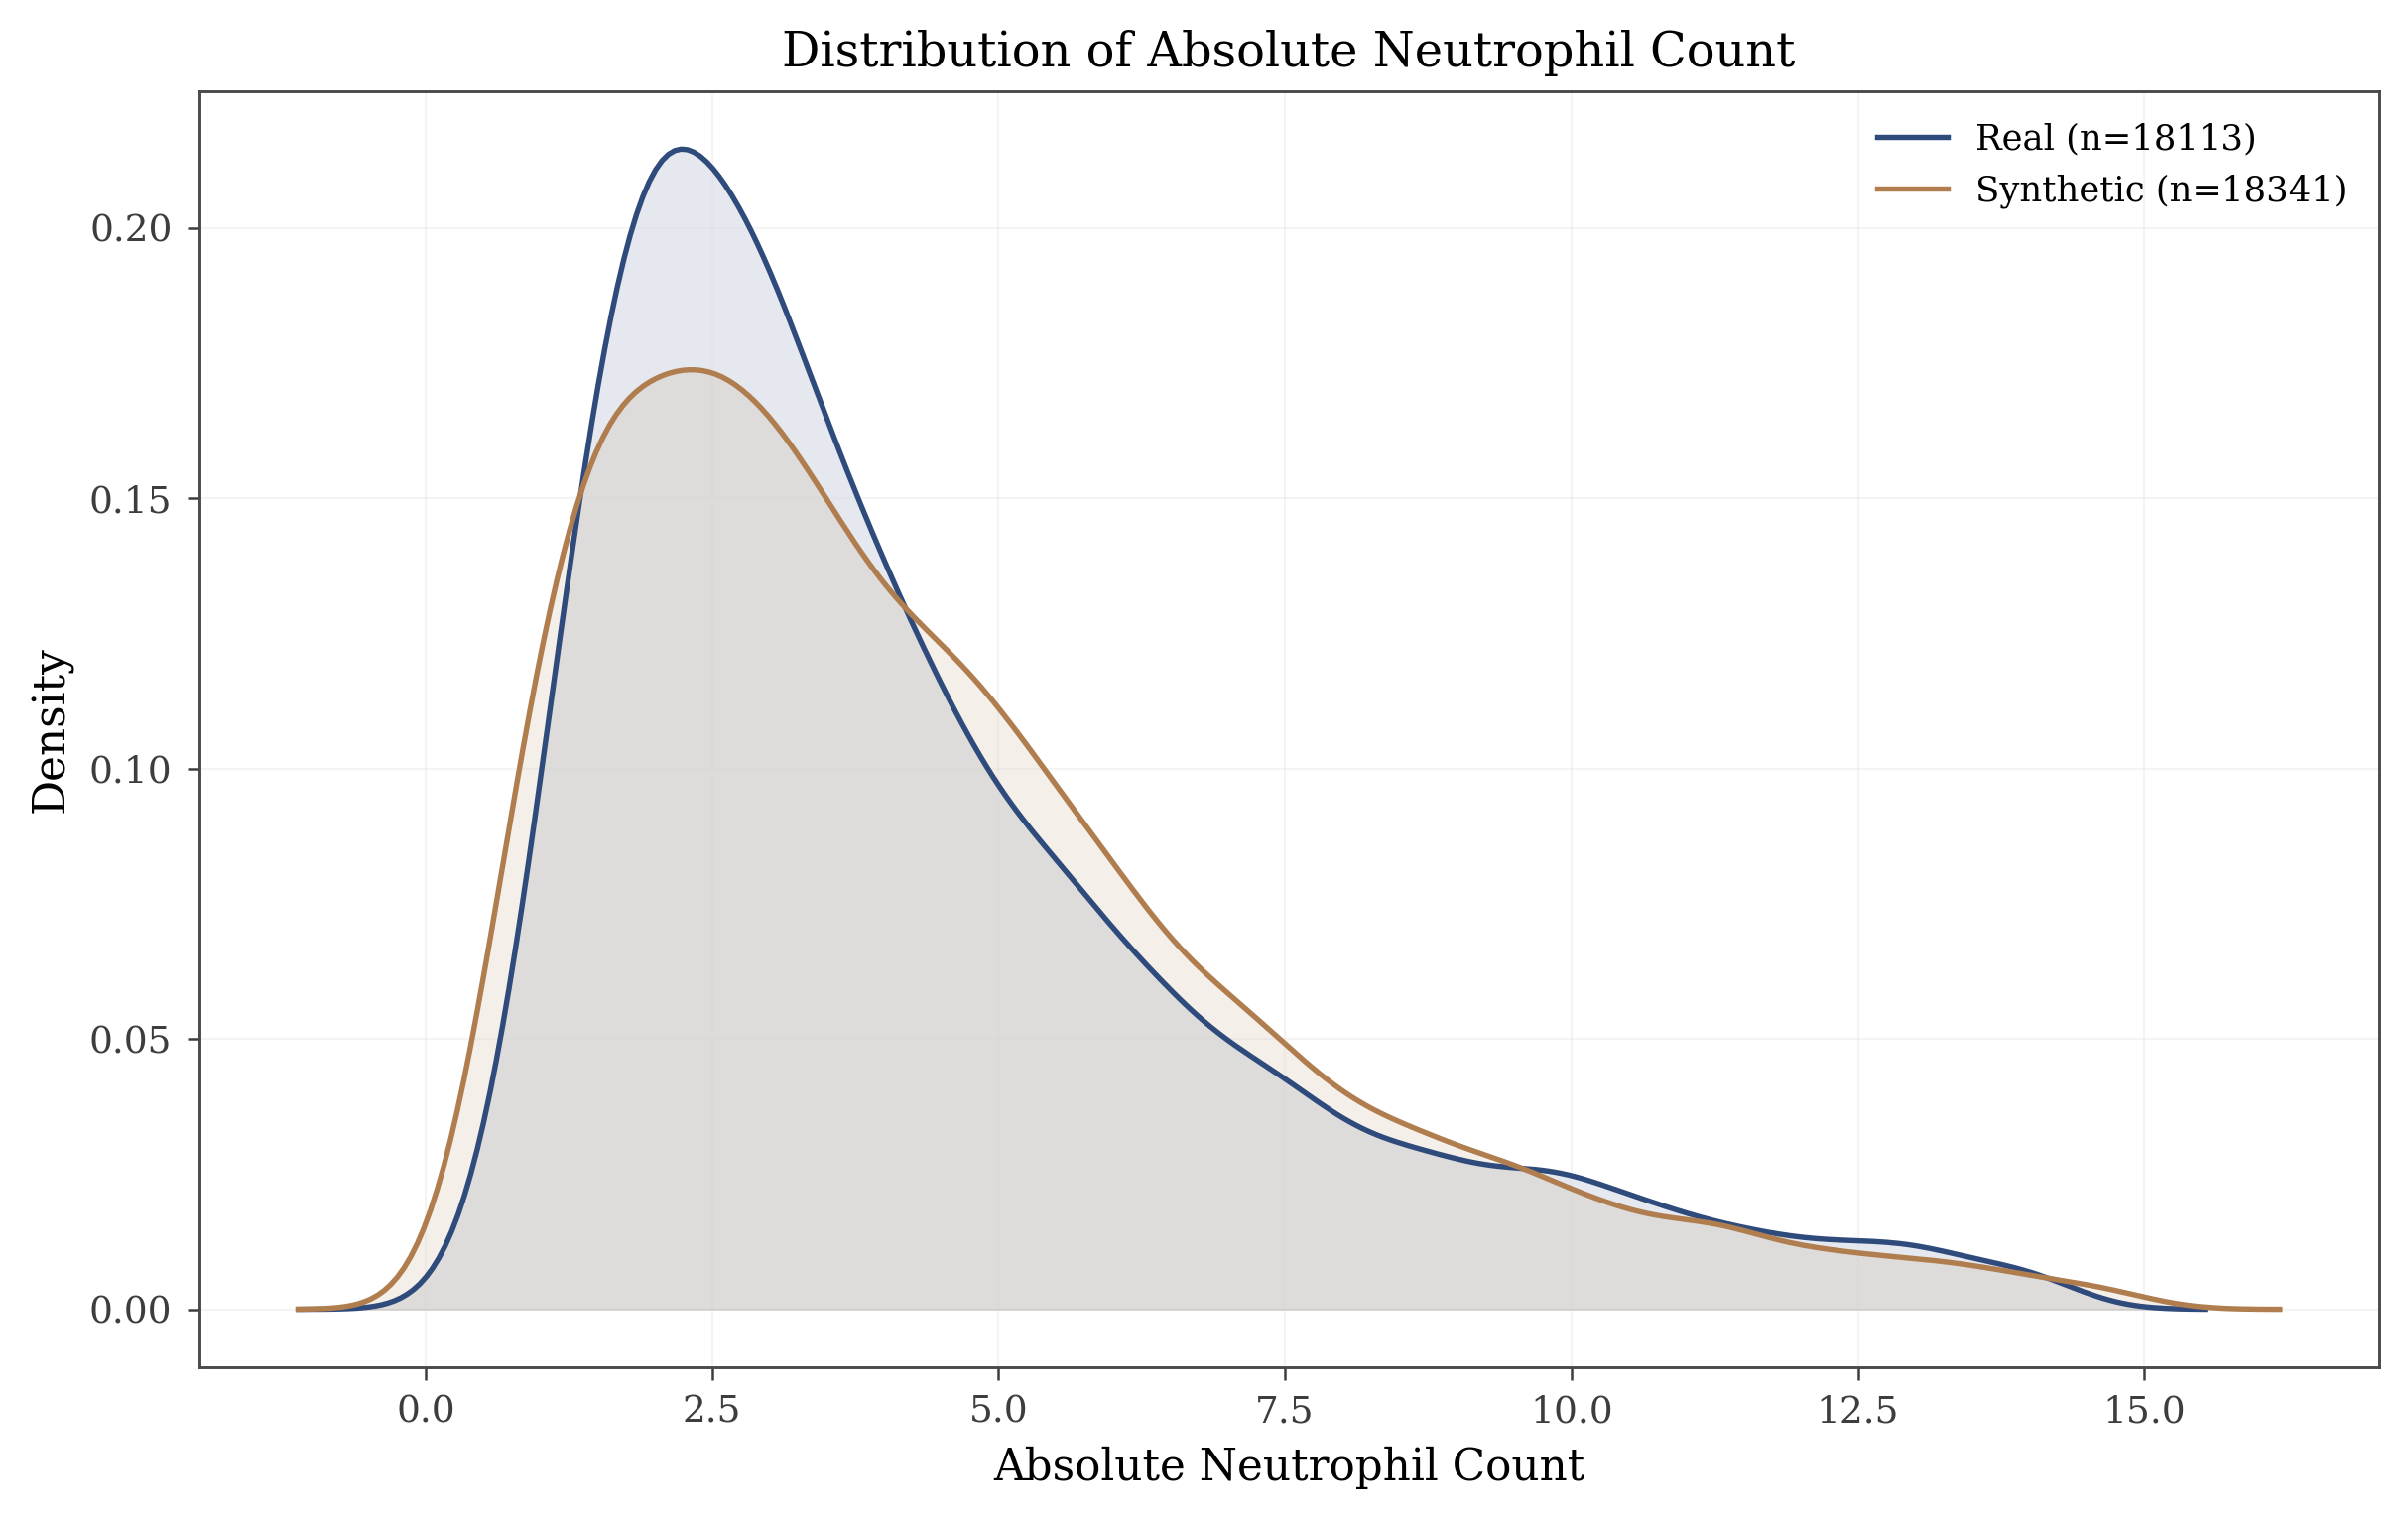 Distribution of Absolute Neutrophil Count
Real (n=18113)
Synthetic (n=18341)
Density
0.20
0.15
0.10
0.05
0.00
0.0 2.5 5.0 7.5 10.0 12.5 15.0
Absolute Neutrophil Count